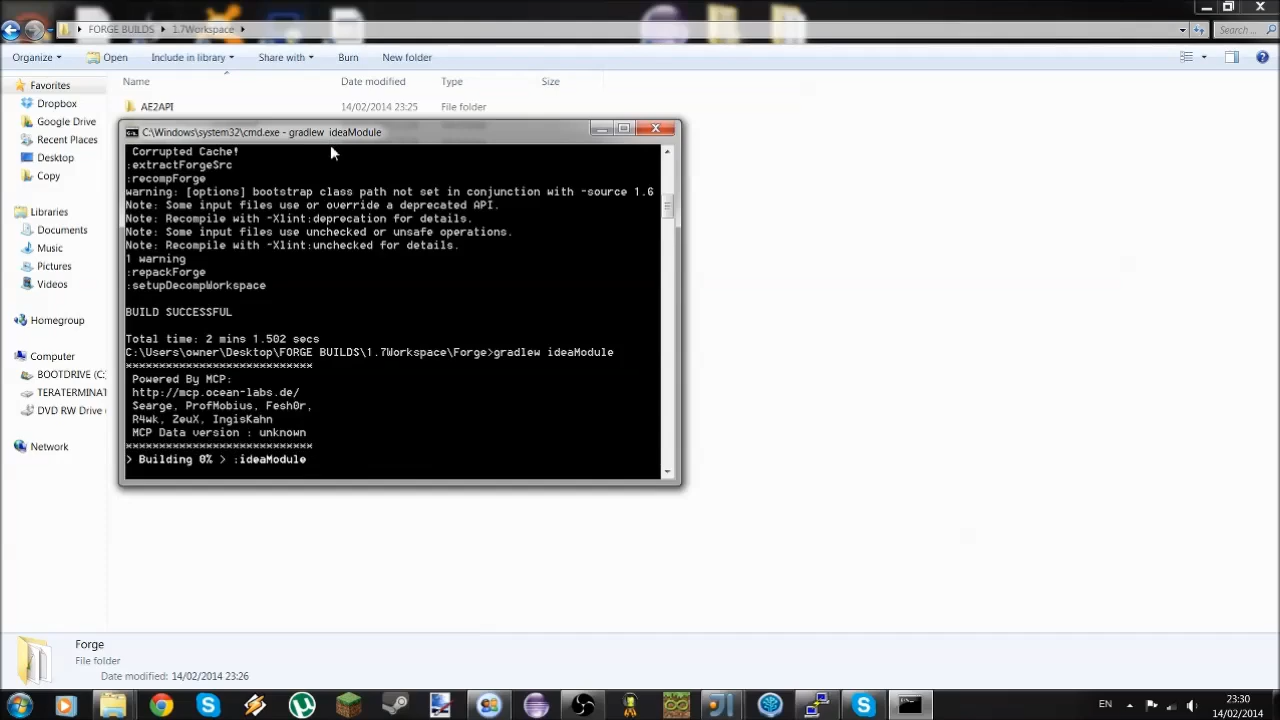 FORGE BUILDS
1.7Workspace
Search ...
Organize
Open
Include in library
Share with
Burn
New folder
Name
Date modified
Type
Size
AE2API
14/02/2014 23:25
File folder
Favorites
Dropbox
Google Drive
Recent Places
Desktop
Copy
Libraries
Documents
Music
Pictures
Videos
Homegroup
Computer
BOOTDRIVE (C:
TERATERMINAT
DVD RW Drive (
Network
C:\Windows\system32\cmd.exe - gradlew  ideaModule
Corrupted Cache!
:extractForgeSrc
:recompForge
warning: [options] bootstrap class path not set in conjunction with -source 1.6
Note: Some input files use or override a deprecated API.
Note: Recompile with -Xlint:deprecation for details.
Note: Some input files use unchecked or unsafe operations.
Note: Recompile with -Xlint:unchecked for details.
1 warning
:repackForge
:setupDecompWorkspace
BUILD SUCCESSFUL
Total time: 2 mins 1.502 secs
C:\Users\owner\Desktop\FORGE BUILDS\1.7Workspace\Forge>gradlew ideaModule
****************************
Powered By MCP:
http://mcp.ocean-labs.de/
Searge, ProfMobius, Fesh0r,
R4wk, ZeuX, IngisKahn
MCP Data version : unknown
****************************
> Building 0% > :ideaModule
Forge
File folder
Date modified: 14/02/2014 23:26
EN
23:30
14/02/2014